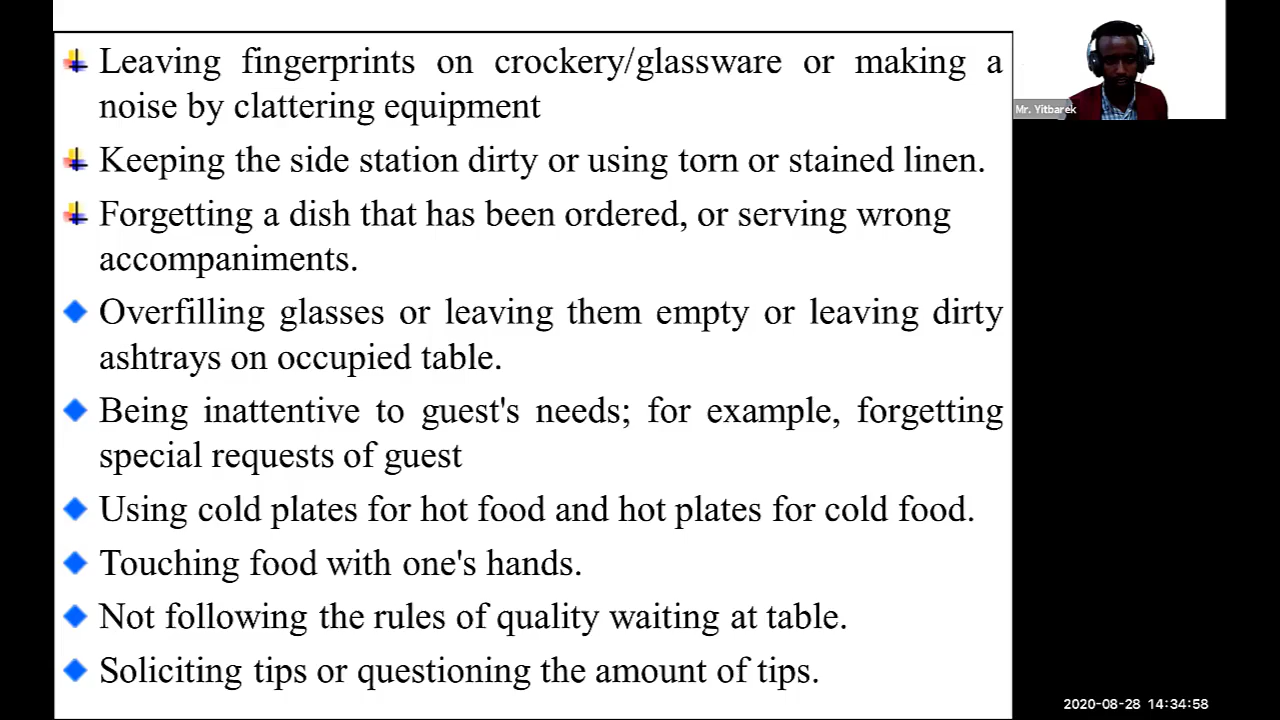 Leaving fingerprints on crockery/glassware or making a
noise by clattering equipment
Keeping the side station dirty or using torn or stained linen.
Forgetting a dish that has been ordered, or serving wrong
accompaniments.
Overfilling glasses or leaving them empty or leaving dirty
ashtrays on occupied table.
Being inattentive to guest's needs; for example, forgetting
special requests of guest
Using cold plates for hot food and hot plates for cold food.
Touching food with one's hands.
Not following the rules of quality waiting at table.
Soliciting tips or questioning the amount of tips.
Mr. Yitbarek
2020-08-28 14:34:58